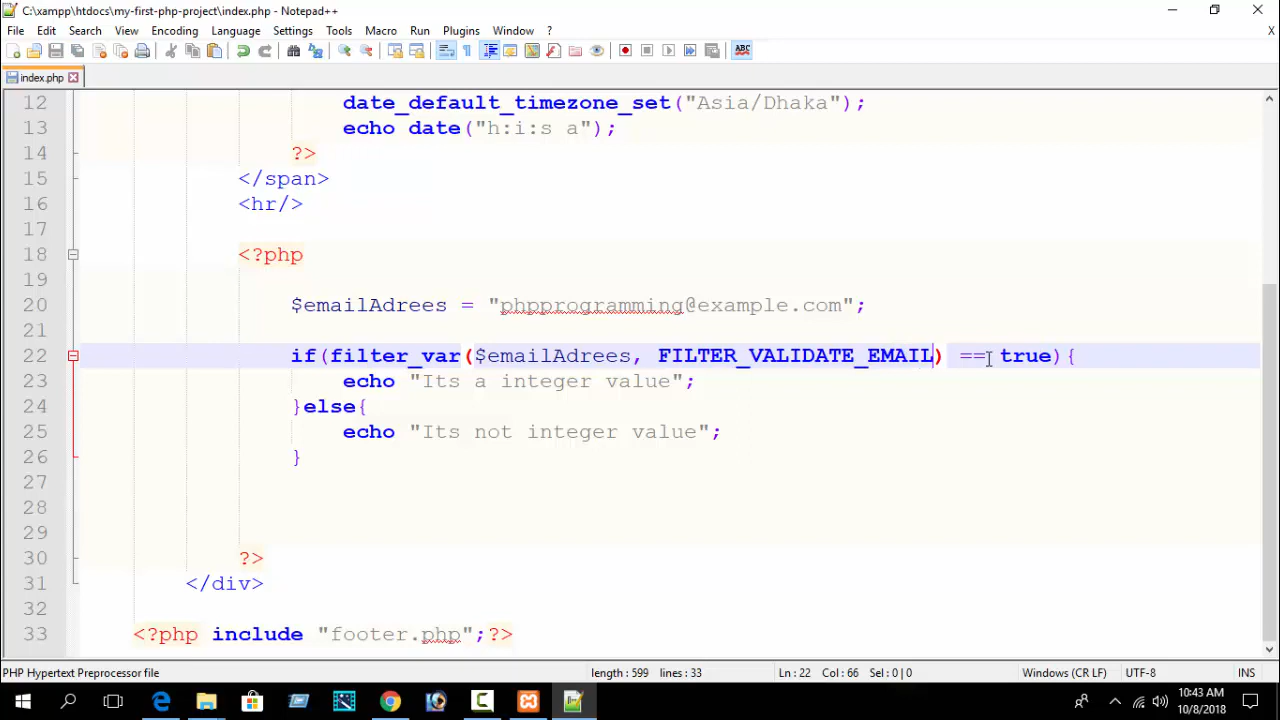 C:\xampp\htdocs\my-first-php-project\index.php - Notepad++
File Edit Search View Encoding Language Settings Tools Macro Run Plugins Window ? X
ABC
index.php
12 date_default_timezone_set("Asia/Dhaka");
13 echo date("h:i:s a");
14 ?>
15 </span>
16 <hr/>
17
18 <?php
19
20 $emailAdrees = "phpprogramming@example.com";
21
22 if(filter_var($emailAdrees, FILTER_VALIDATE_EMAIL) == true){
23 echo "Its a integer value";
24 }else{
25 echo "Its not integer value";
26 }
27
28
29
30 ?>
31 </div>
32
33 <?php include "footer.php";?>
PHP Hypertext Preprocessor file length : 599 lines : 33 Ln : 22 Col : 66 Sel : 0 | 0 Windows (CR LF) UTF-8 INS
10:43 AM
10/8/2018